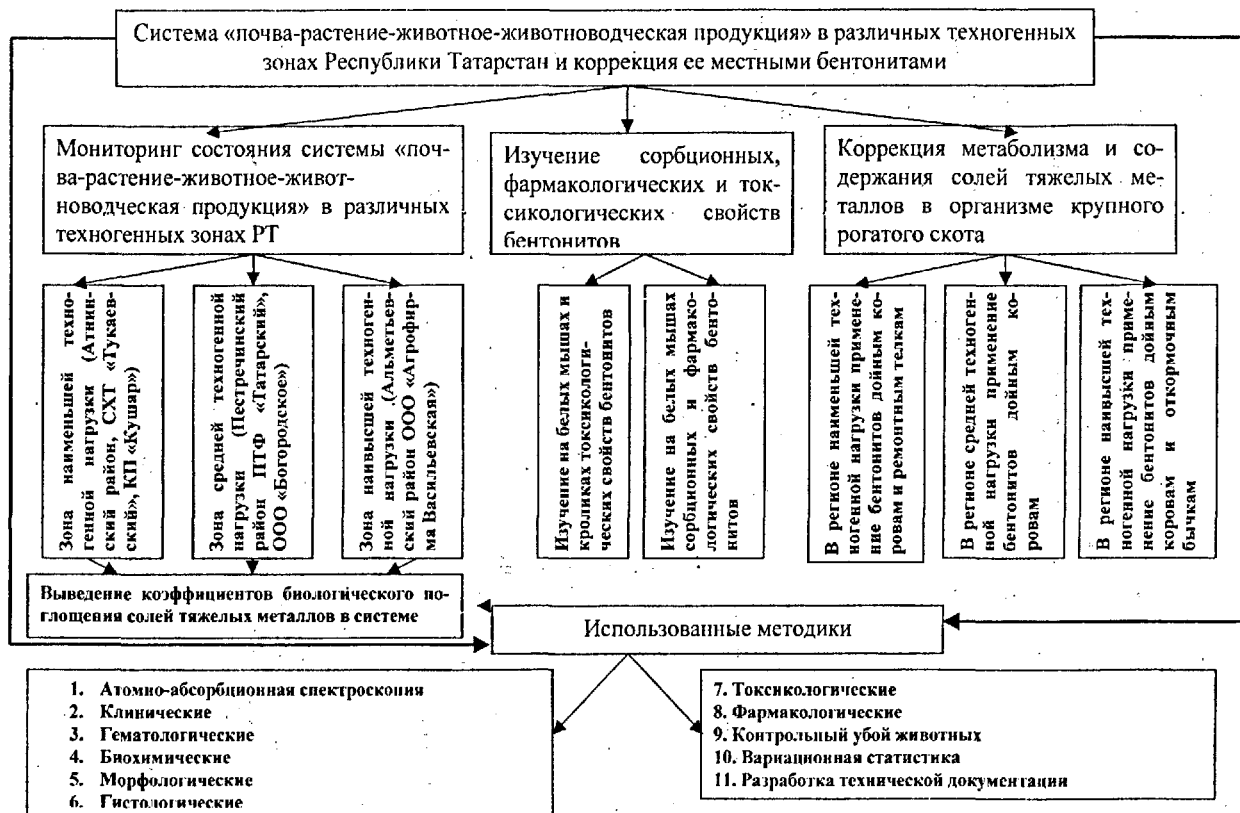 Система «почва-растение-животное-животноводческая продукция» в различных техногенных
зонах Республики Татарстан и коррекция ее местными бентонитами
Мониторинг состояния системы «поч-
ва-растение-животное-живот-
новодческая продукция» в различных
техногенных зонах РТ
Изучение сорбционных,
фармакологических и ток-
сикологических свойств
бентонитов
Коррекция метаболизма и со-
держания солей тяжелых ме-
таллов в организме крупного
рогатого скота
Зона наименьшей техно-
генной нагрузки (Атнин-
ский район, СХТ «Тукаев-
ский», КП «Кушар»)
Зона средней техногенной
нагрузки (Пестречинский
район ПТФ «Татарский»,
ООО «Богородское»)
Зона наивысшей техноген-
ной нагрузки ,(Альметьев-
ский район ООО «Агрофир-
ма Васильевская»)
Изучение на белых мышах и
кроликах токсикологи-
ческих свойств бентонитов
Изучение на белых мышах
сорбционных и фармако-
логических свойств бенто-
нитов
В регионе наименьшей тех-
ногенной нагрузки примене-
ние бентонитов дойным ко-
ровам и ремонтным телкам
В регионе средней техноген-
ной нагрузки применение
бентонитов дойным ко-
ровам
В регионе наивысшей тех-
ногенной нагрузки приме-
нение бентонитов дойным
коровам и откормочным
бычкам
Выведение коэффициентов биологического по-
глощения солей тяжелых металлов в системе
Использованные методики
1. Атомно-абсорбционная спектроскопия
2. Клинические
3. Гематологические
4. Биохимические
5. Морфологические
6. Гистологические
7. Токсикологические
8. Фармакологические
9. Контрольный убой животных
10. Вариационная статистика
11. Разработка технической документации